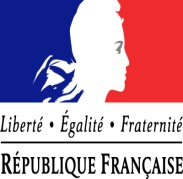 Liberté • Égalité • Fraternité
RÉPUBLIQUE FRANÇAISE